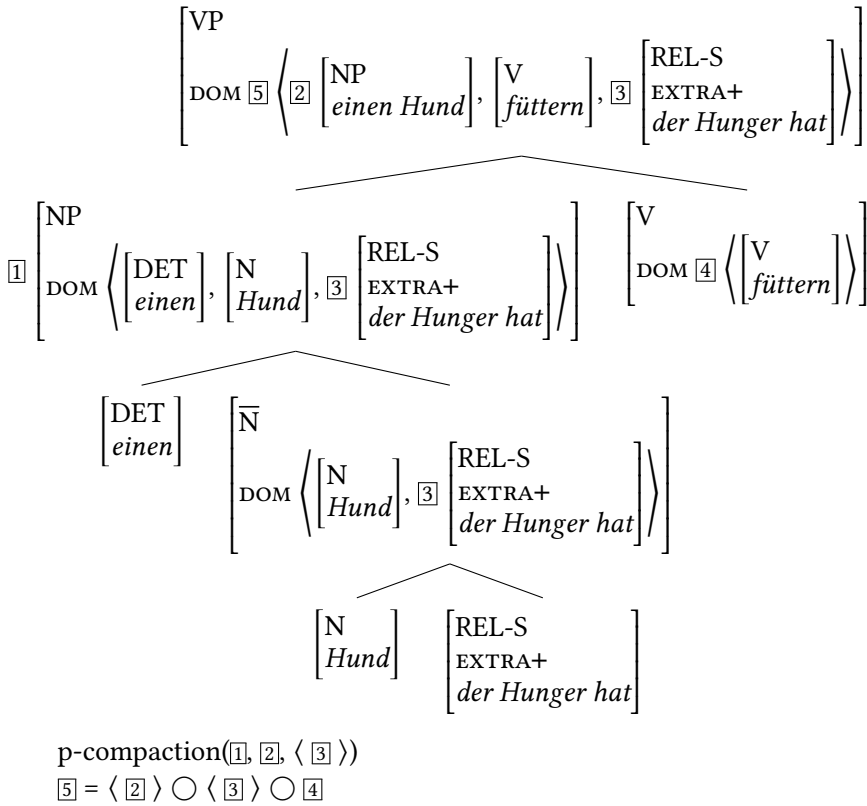 [VP
DOM 5 ⟨ 2 [NP einen Hund], [V füttern], 3 [REL-S EXTRA+ der Hunger hat] ⟩]
1 [NP
DOM ⟨ [DET einen], [N Hund], 3 [REL-S EXTRA+ der Hunger hat] ⟩]
[V
DOM 4 ⟨ [V füttern] ⟩]
[DET
einen]
[N̅
DOM ⟨ [N Hund], 3 [REL-S EXTRA+ der Hunger hat] ⟩]
[N
Hund]
[REL-S
EXTRA+
der Hunger hat]
p-compaction(1, 2, ⟨ 3 ⟩)
5 = ⟨ 2 ⟩ ◯ ⟨ 3 ⟩ ◯ 4